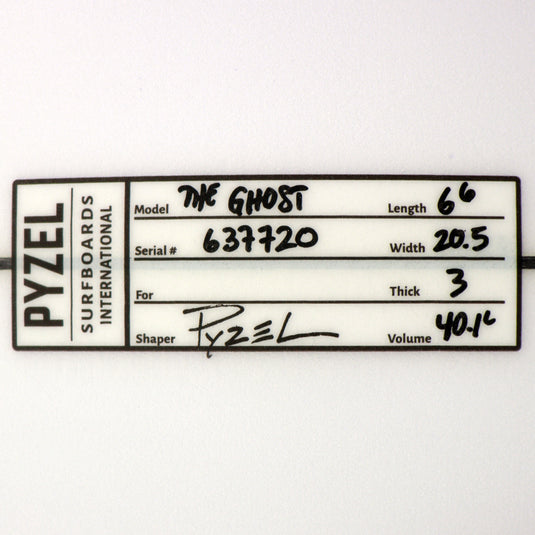 PYZEL
SURFBOARDS
INTERNATIONAL
Model THE GHOST Length 6 6
Serial # 637720 Width 20.5
For Thick 3
Shaper PYZEL Volume 40.1L